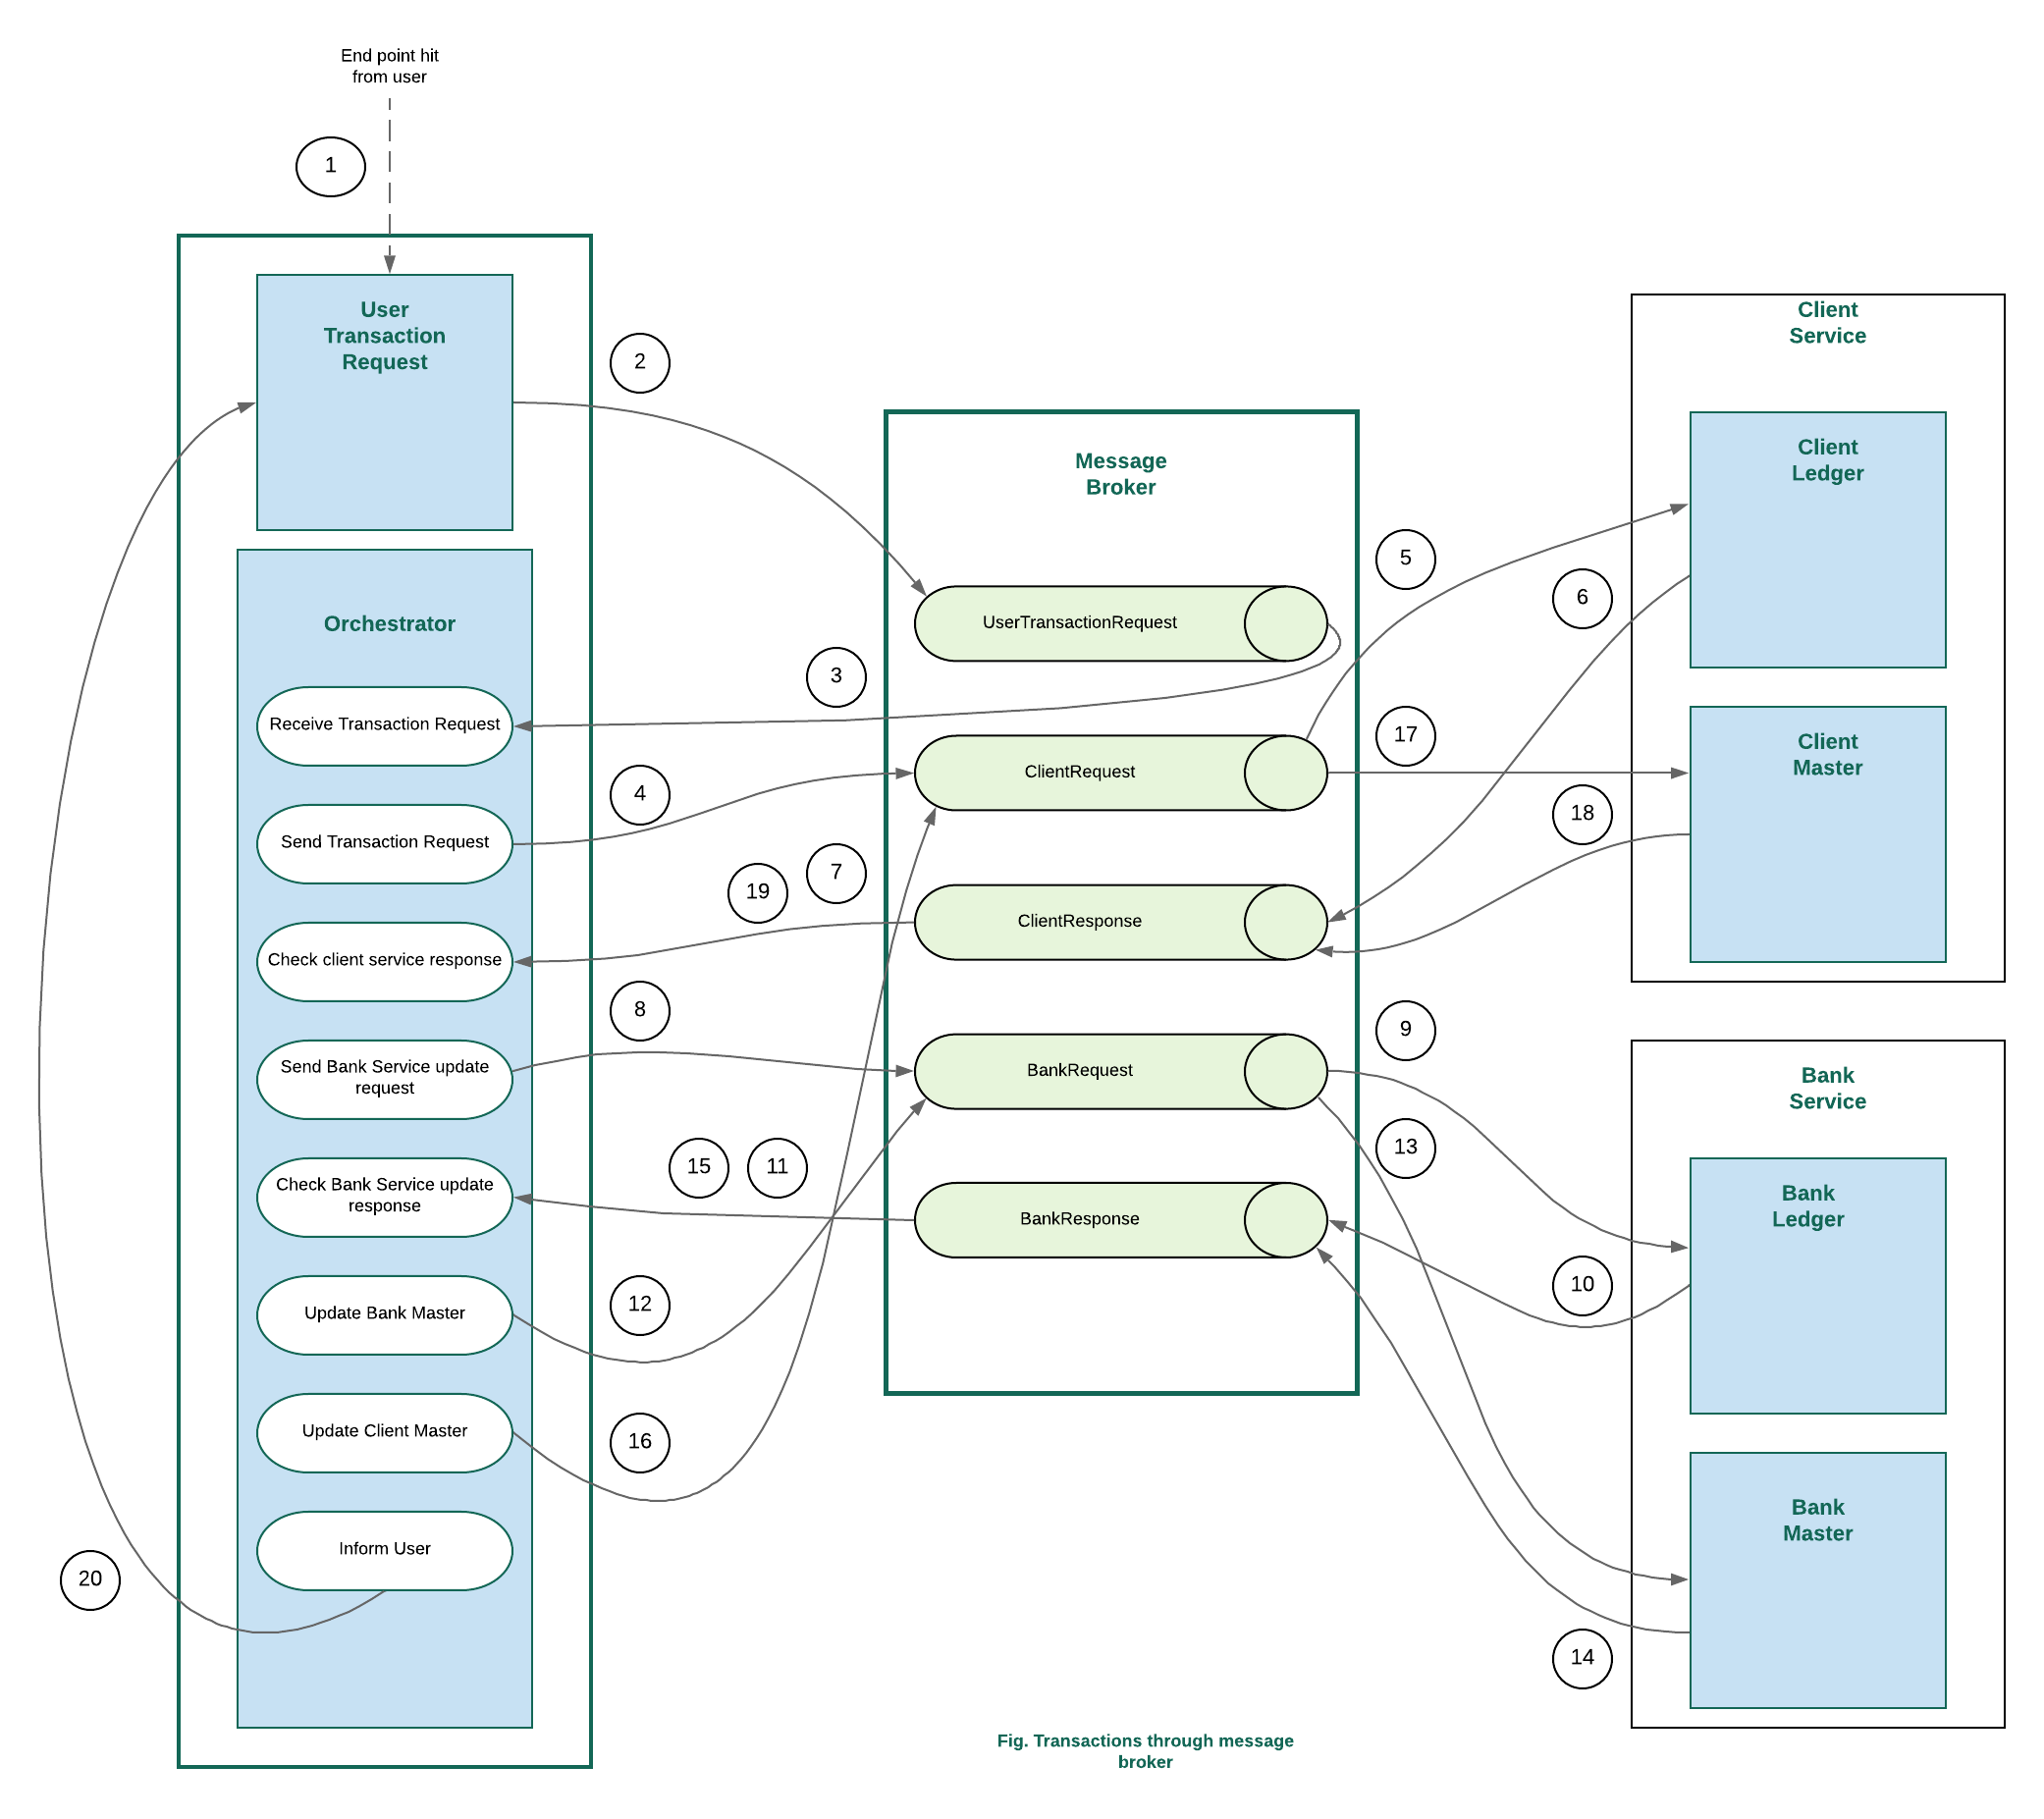 End point hit
from user
1
User
Transaction
Request
2
Orchestrator
Receive Transaction Request
Send Transaction Request
Check client service response
Send Bank Service update
request
Check Bank Service update
response
Update Bank Master
Update Client Master
Inform User
20
3
4
7
19
8
15
11
12
16
Message
Broker
UserTransactionRequest
ClientRequest
ClientResponse
BankRequest
BankResponse
5
6
17
18
9
13
10
14
Client
Service
Client
Ledger
Client
Master
Bank
Service
Bank
Ledger
Bank
Master
Fig. Transactions through message
broker